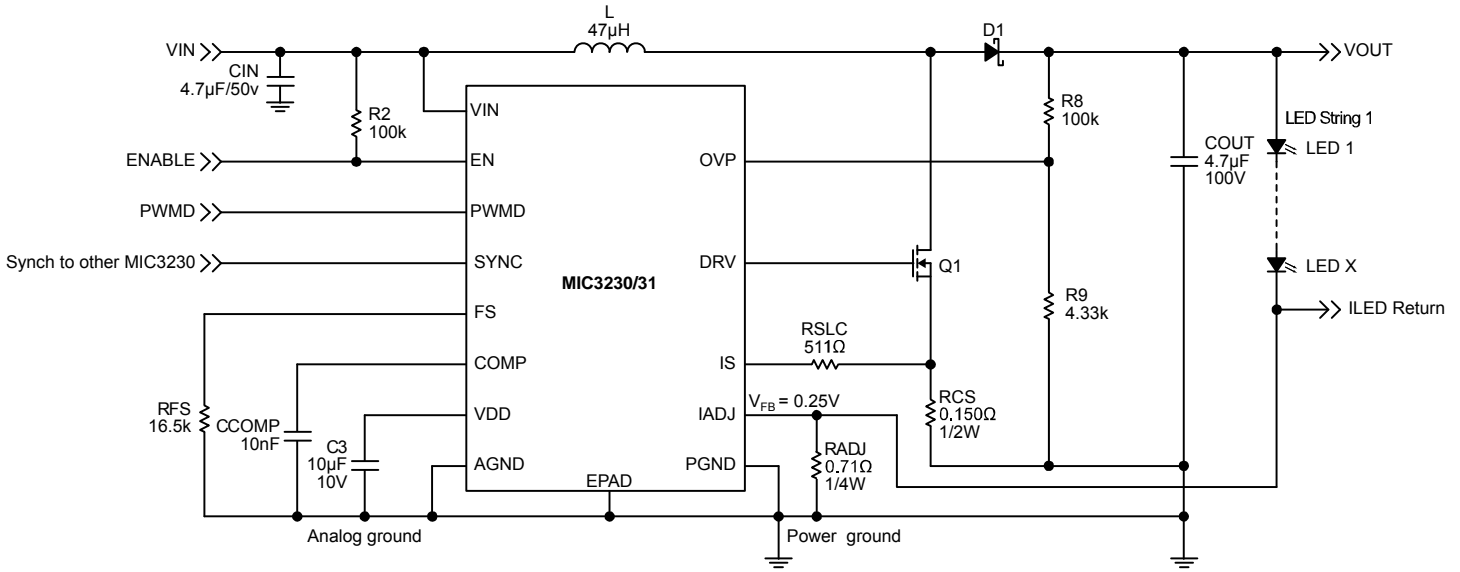 L
47µH
D1
VIN
VOUT
CIN
4.7µF/50v
R2
100k
VIN
R8
100k
LED String 1
LED 1
COUT
4.7µF
100V
ENABLE
EN
OVP
PWMD
PWMD
Synch to other MIC3230
SYNC
DRV
Q1
LED X
MIC3230/31
R9
4.33k
FS
ILED Return
RSLC
511Ω
COMP
IS
RCS
0.150Ω
1/2W
V_FB = 0.25V
RFS
16.5k
CCOMP
10nF
VDD
IADJ
C3
10µF
10V
RADJ
0.71Ω
1/4W
AGND
PGND
EPAD
Analog ground
Power ground